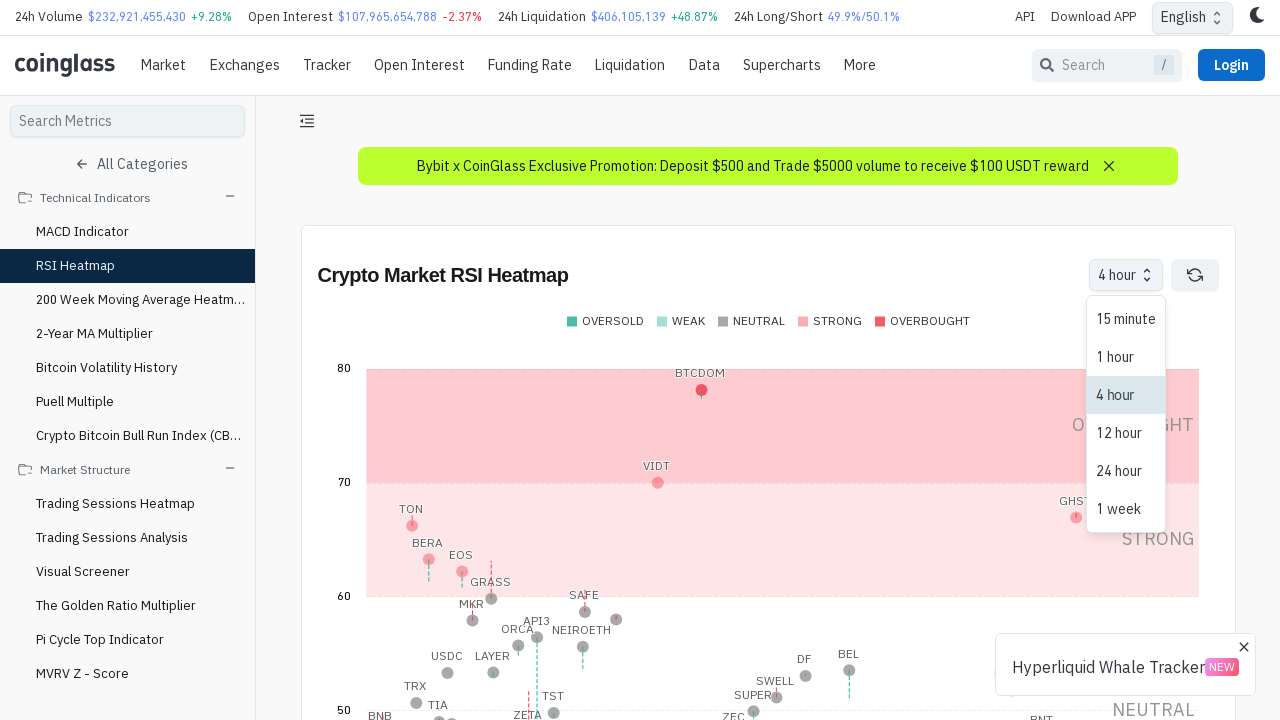 24h Volume $232,921,455,430 +9.28% Open Interest $107,965,654,788 -2.37% 24h Liquidation $406,105,139 +48.87% 24h Long/Short 49.9%/50.1% API Download APP English
coinglass Market Exchanges Tracker Open Interest Funding Rate Liquidation Data Supercharts More Search / Login
Search Metrics
All Categories
Technical Indicators
MACD Indicator
RSI Heatmap
200 Week Moving Average Heatm...
2-Year MA Multiplier
Bitcoin Volatility History
Puell Multiple
Crypto Bitcoin Bull Run Index (CB...
Market Structure
Trading Sessions Heatmap
Trading Sessions Analysis
Visual Screener
The Golden Ratio Multiplier
Pi Cycle Top Indicator
MVRV Z - Score
Bybit x CoinGlass Exclusive Promotion: Deposit $500 and Trade $5000 volume to receive $100 USDT reward
Crypto Market RSI Heatmap
4 hour
15 minute
1 hour
4 hour
12 hour
24 hour
1 week
OVERSOLD WEAK NEUTRAL STRONG OVERBOUGHT
80
BTCDOM
VIDT
70
TON
BERA
EOS
GRASS
STRONG
60
SAFE
MKR
API3
ORCA
NEIROETH
USDC
LAYER
DF
BEL
SWELL
TRX
TST
SUPER
TIA
BNB
ZETA
50
NEUTRAL
Hyperliquid Whale Tracker NEW